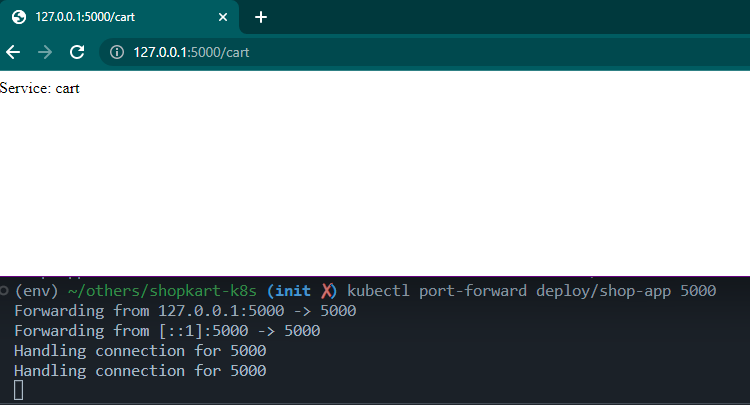 127.0.0.1:5000/cart
127.0.0.1:5000/cart
Service: cart
(env) ~/others/shopkart-k8s (init ✗) kubectl port-forward deploy/shop-app 5000
Forwarding from 127.0.0.1:5000 -> 5000
Forwarding from [::1]:5000 -> 5000
Handling connection for 5000
Handling connection for 5000